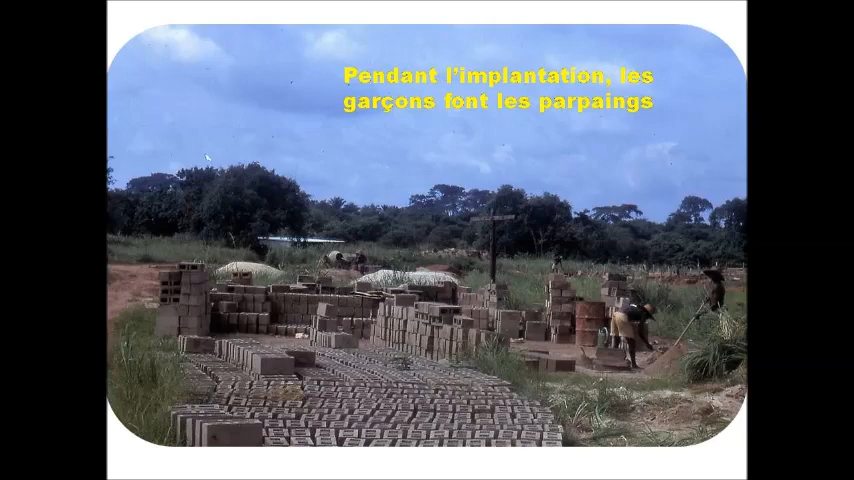 Pendant l'implantation, les
garçons font les parpaings